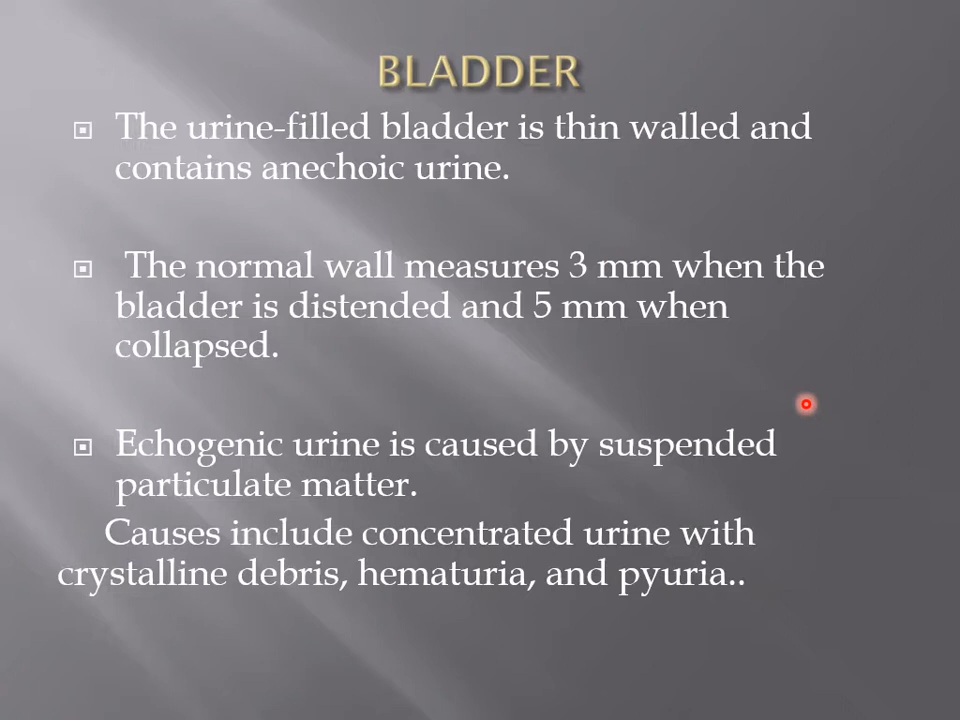 BLADDER
The urine-filled bladder is thin walled and
contains anechoic urine.
The normal wall measures 3 mm when the
bladder is distended and 5 mm when
collapsed.
Echogenic urine is caused by suspended
particulate matter.
Causes include concentrated urine with
crystalline debris, hematuria, and pyuria..